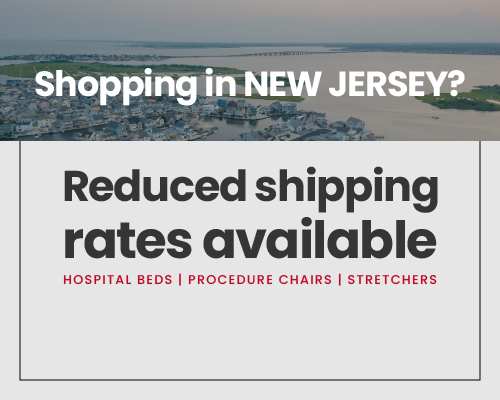 Shopping in NEW JERSEY?
Reduced shipping
rates available
HOSPITAL BEDS | PROCEDURE CHAIRS | STRETCHERS